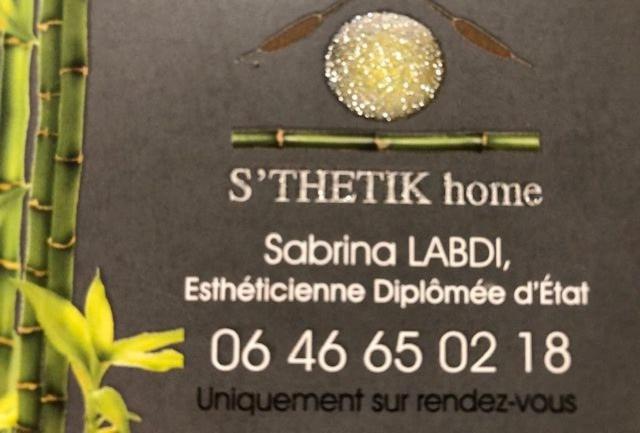 S'THETIK home
Sabrina LABDI,
Esthéticienne Diplômée d'État
06 46 65 02 18
Uniquement sur rendez-vous